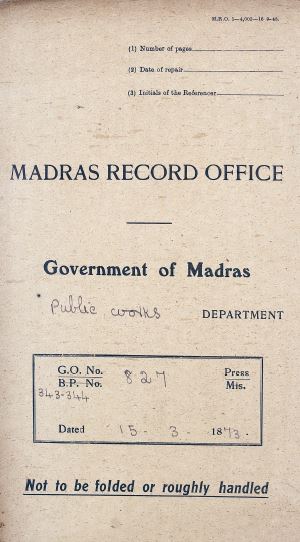 M.R.O. 1—4,000—16-9-46.
(1) Number of pages
(2) Date of repair
(3) Initials of the Referencer
MADRAS RECORD OFFICE
Government of Madras
Public works DEPARTMENT
G.O. No. 827 Press
B.P. No. Mis.
343-344
Dated 15 - 3 - 1873.
Not to be folded or roughly handled